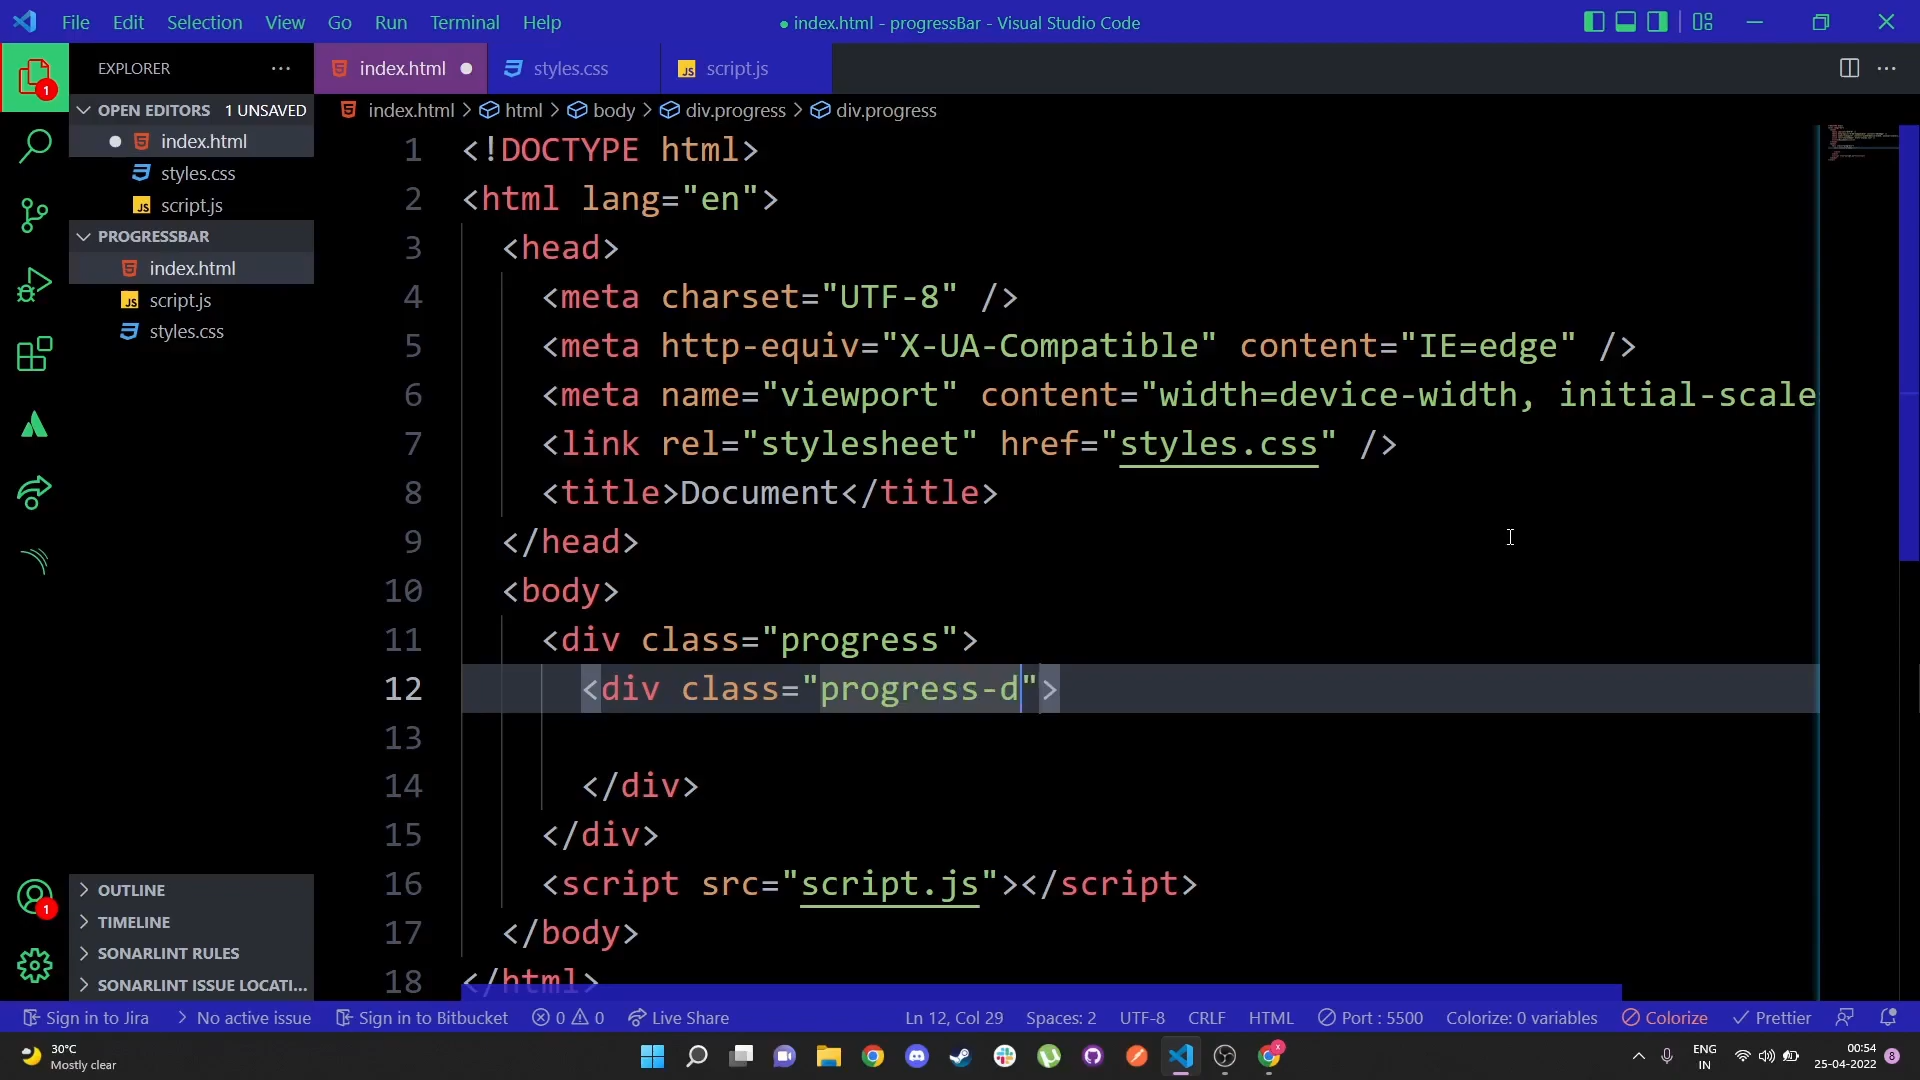 File Edit Selection View Go Run Terminal Help
● index.html - progressBar - Visual Studio Code
EXPLORER
index.html
styles.css
script.js
OPEN EDITORS 1 UNSAVED
index.html
styles.css
script.js
PROGRESSBAR
index.html
script.js
styles.css
OUTLINE
TIMELINE
SONARLINT RULES
SONARLINT ISSUE LOCATI...
1
1
index.html > html > body > div.progress > div.progress
1 <!DOCTYPE html>
2 <html lang="en">
3 <head>
4 <meta charset="UTF-8" />
5 <meta http-equiv="X-UA-Compatible" content="IE=edge" />
6 <meta name="viewport" content="width=device-width, initial-scale
7 <link rel="stylesheet" href="styles.css" />
8 <title>Document</title>
9 </head>
10 <body>
11 <div class="progress">
12 <div class="progress-d">
13
14 </div>
15 </div>
16 <script src="script.js"></script>
17 </body>
18 </html>
Sign in to Jira No active issue Sign in to Bitbucket 0 0 Live Share Ln 12, Col 29 Spaces: 2 UTF-8 CRLF HTML Port : 5500 Colorize: 0 variables Colorize Prettier
30°C
Mostly clear
ENG
IN
00:54
25-04-2022
8